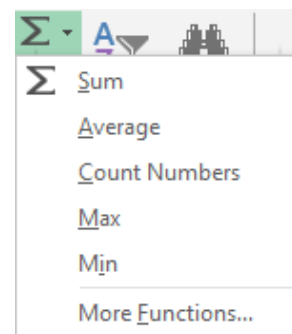 Σ
A
Σ Sum
Average
Count Numbers
Max
Min
More Functions...